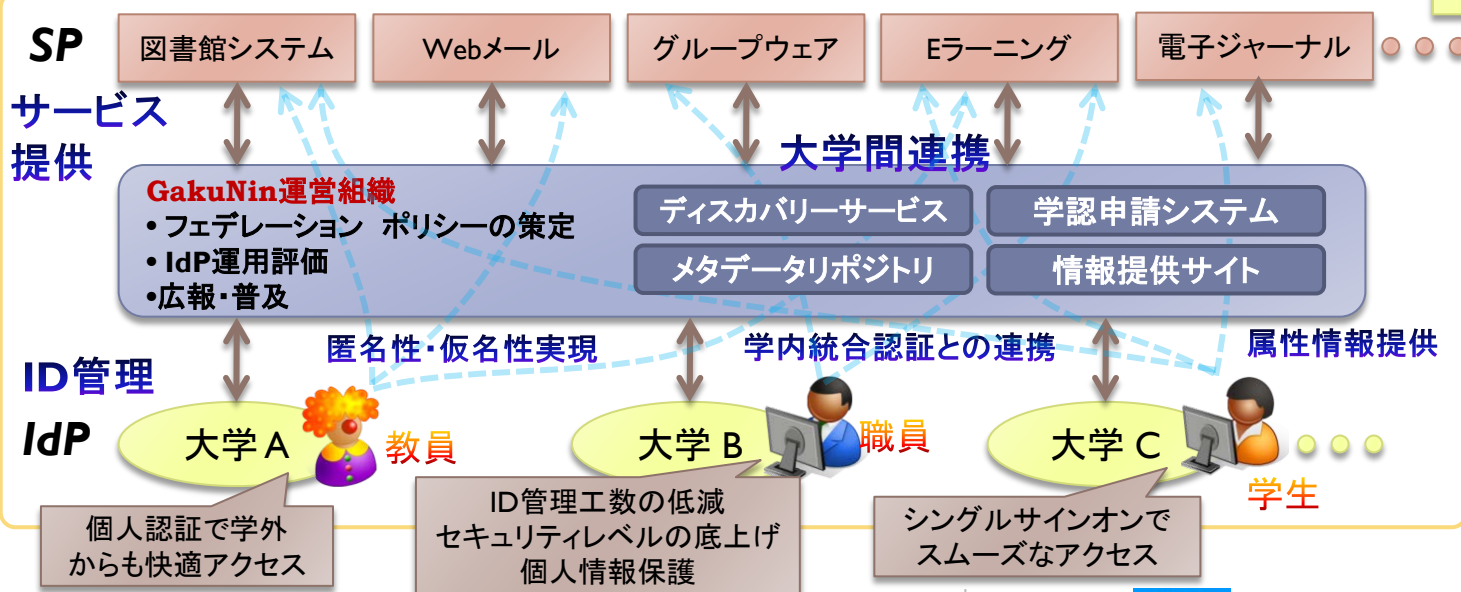 SP
図書館システム
Webメール
グループウェア
Eラーニング
電子ジャーナル
サービス
提供
大学間連携
GakuNin運営組織
• フェデレーション ポリシーの策定
• IdP運用評価
•広報・普及
ディスカバリーサービス
学認申請システム
メタデータリポジトリ
情報提供サイト
匿名性・仮名性実現
学内統合認証との連携
属性情報提供
ID管理
IdP
大学 A
教員
大学 B
職員
大学 C
学生
個人認証で学外
からも快適アクセス
ID管理工数の低減
セキュリティレベルの底上げ
個人情報保護
シングルサインオンで
スムーズなアクセス